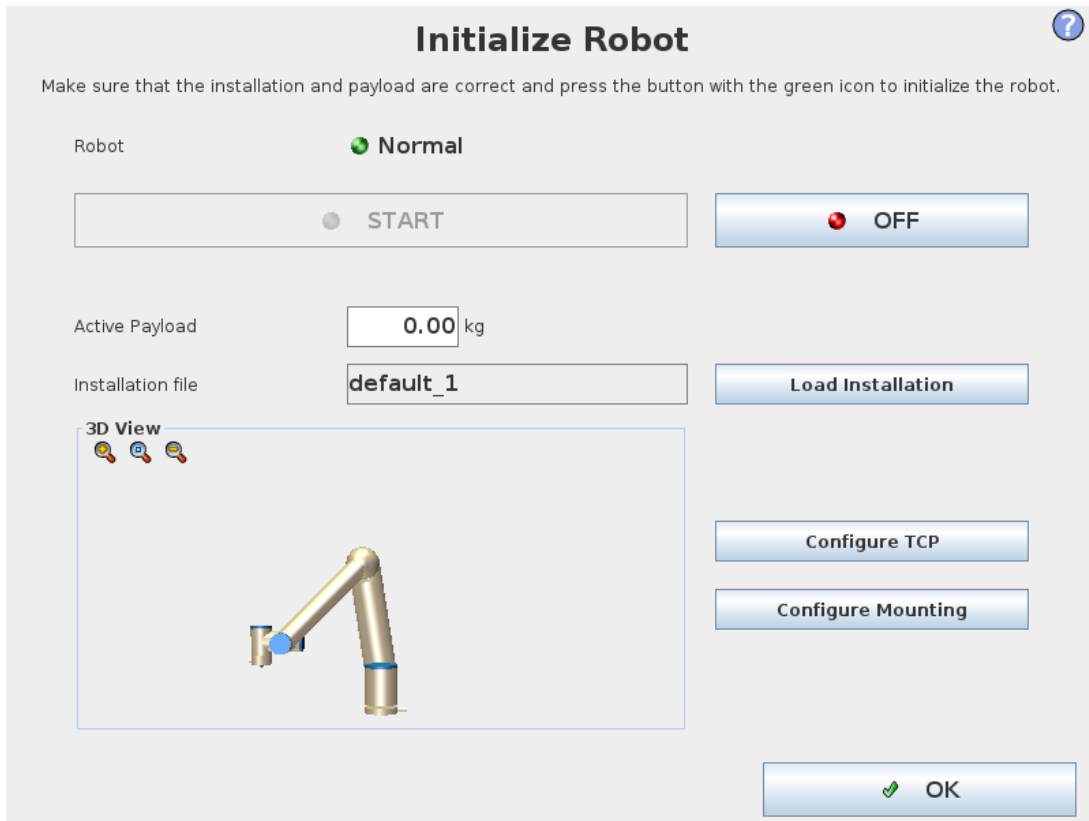 Initialize Robot
?
Make sure that the installation and payload are correct and press the button with the green icon to initialize the robot.
Robot
Normal
START
OFF
Active Payload
0.00 kg
Installation file
default_1
Load Installation
3D View
Configure TCP
Configure Mounting
OK